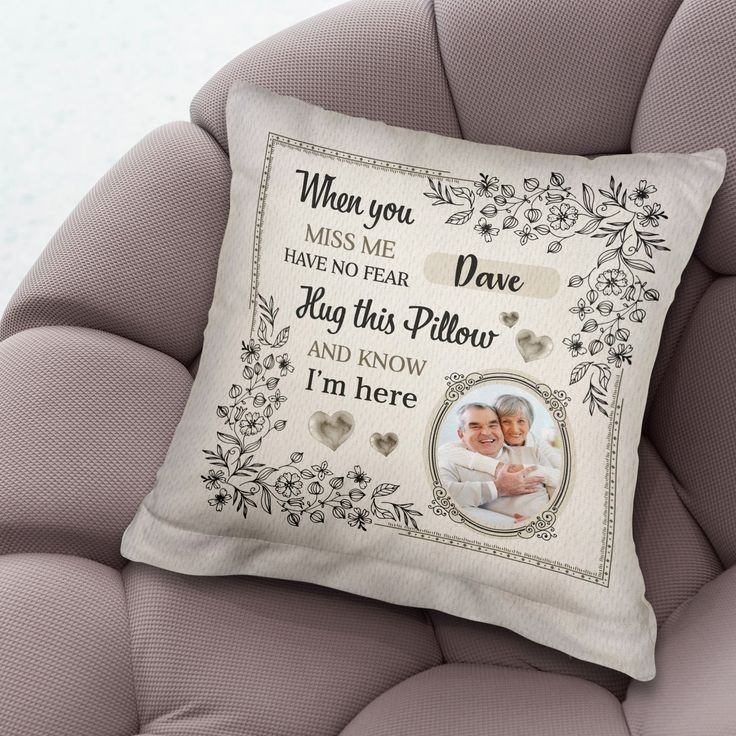 When you
MISS ME
HAVE NO FEAR
Dave
Hug this Pillow
AND KNOW
I'm here